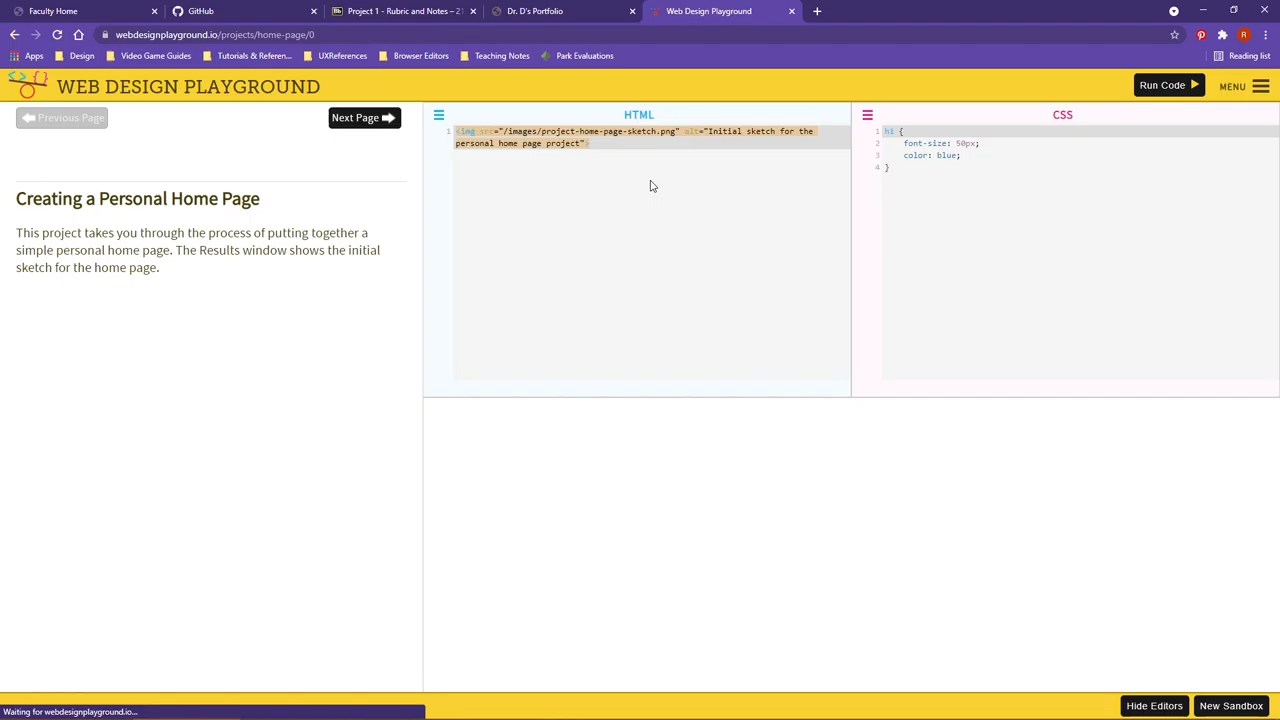 Faculty Home
GitHub
Project 1 - Rubric and Notes – 21
Dr. D's Portfolio
Web Design Playground
webdesignplayground.io/projects/home-page/0
R
Apps
Design
Video Game Guides
Tutorials & Referen...
UXReferences
Browser Editors
Teaching Notes
Park Evaluations
Reading list
WEB DESIGN PLAYGROUND
Run Code
MENU
Previous Page
Next Page
HTML
CSS
1 <img src="/images/project-home-page-sketch.png" alt="Initial sketch for the
personal home page project">
1 hi {
2 font-size: 50px;
3 color: blue;
4 }
Creating a Personal Home Page
This project takes you through the process of putting together a
simple personal home page. The Results window shows the initial
sketch for the home page.
Waiting for webdesignplayground.io...
Hide Editors
New Sandbox